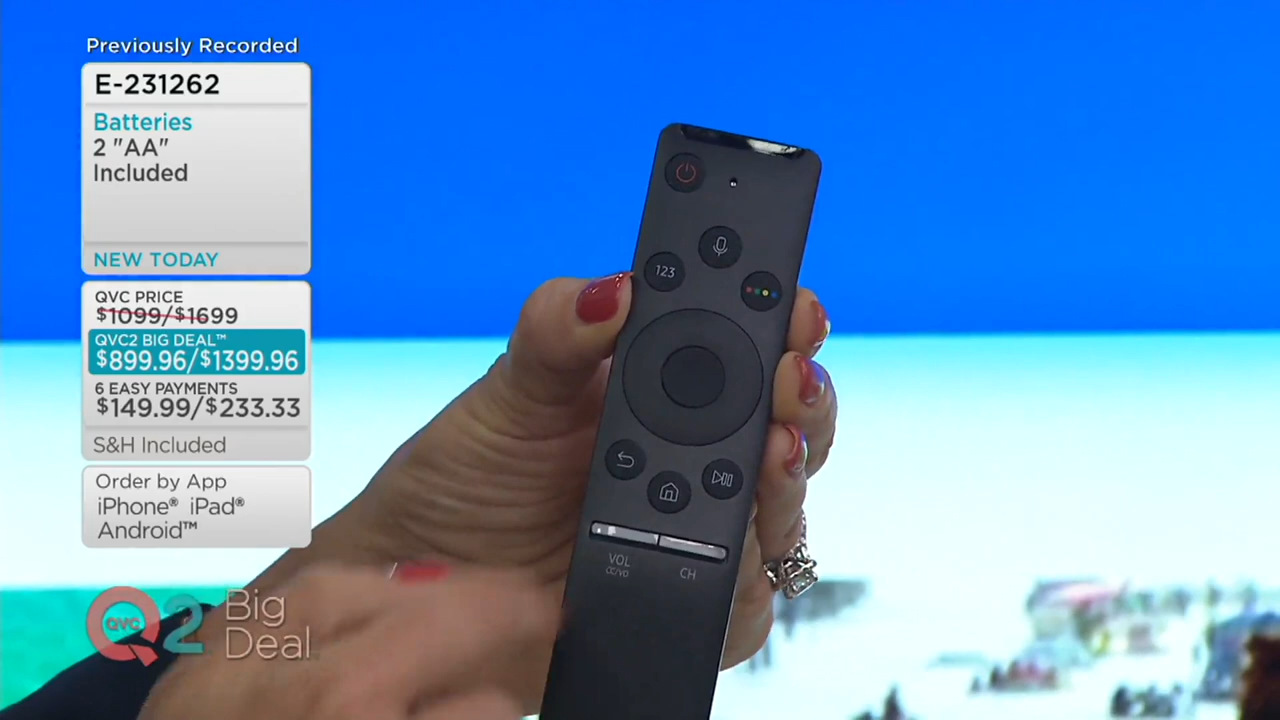 Previously Recorded
E-231262
Batteries
2 "AA"
Included
NEW TODAY
QVC PRICE
$1099/$1699
QVC2 BIG DEAL™
$899.96/$1399.96
6 EASY PAYMENTS
$149.99/$233.33
S&H Included
Order by App
iPhone® iPad®
Android™
QVC
2
Big
Deal
123
VOL
CC/VD
CH